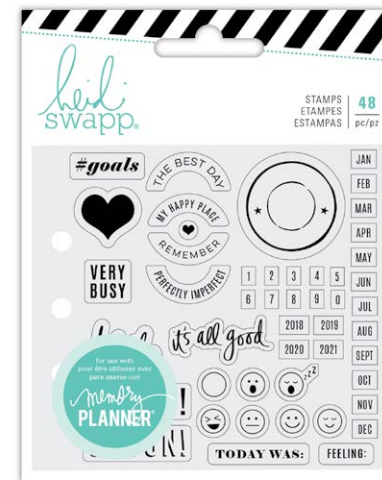 heidi
swapp®
STAMPS
ETAMPES
ESTAMPAS
48
pc/pz
#goals
THE BEST DAY
MY HAPPY PLACE
REMEMBER
PERFECTLY IMPERFECT
VERY
BUSY
1 2 3 4 5
6 7 8 9 0
it's all good
2018 2019
2020 2021
JAN
FEB
MAR
APR
MAY
JUN
JUL
AUG
SEPT
OCT
NOV
DEC
for use with
pour être utilisées avec
para usarse con
memory
PLANNER®
zzz
TODAY WAS:
FEELING: